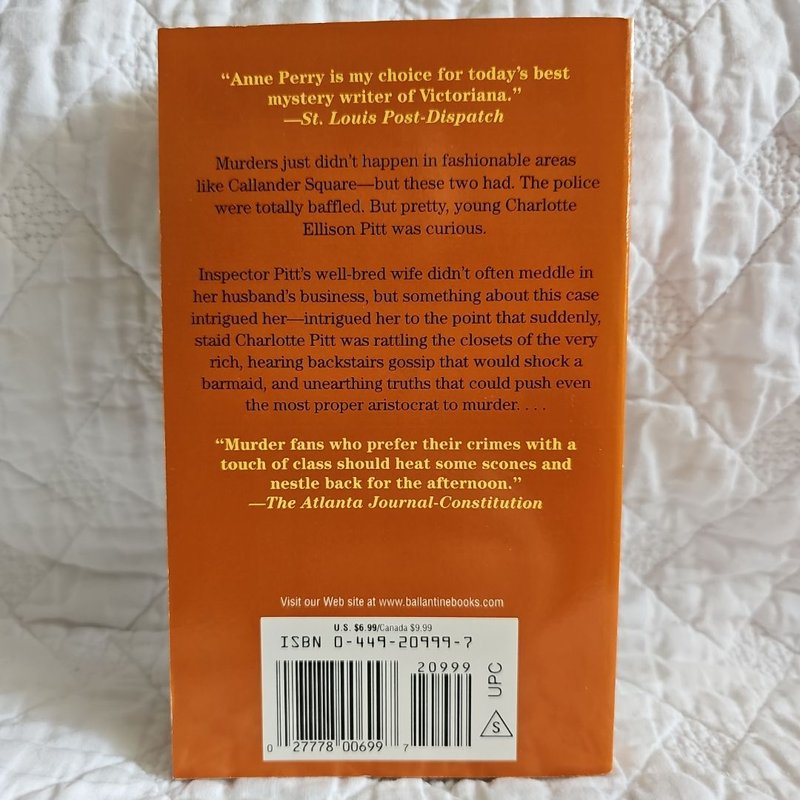 “Anne Perry is my choice for today’s best
mystery writer of Victoriana.”
—St. Louis Post-Dispatch
Murders just didn’t happen in fashionable areas
like Callander Square—but these two had. The police
were totally baffled. But pretty, young Charlotte
Ellison Pitt was curious.
Inspector Pitt’s well-bred wife didn’t often meddle in
her husband’s business, but something about this case
intrigued her—intrigued her to the point that suddenly,
staid Charlotte Pitt was rattling the closets of the very
rich, hearing backstairs gossip that would shock a
barmaid, and unearthing truths that could push even
the most proper aristocrat to murder. . . .
“Murder fans who prefer their crimes with a
touch of class should heat some scones and
nestle back for the afternoon.”
—The Atlanta Journal-Constitution
Visit our Web site at www.ballantinebooks.com
U.S. $6.99/Canada $9.99
ISBN 0-449-20999-7
20999
0 27778 00699 7
UPC
S